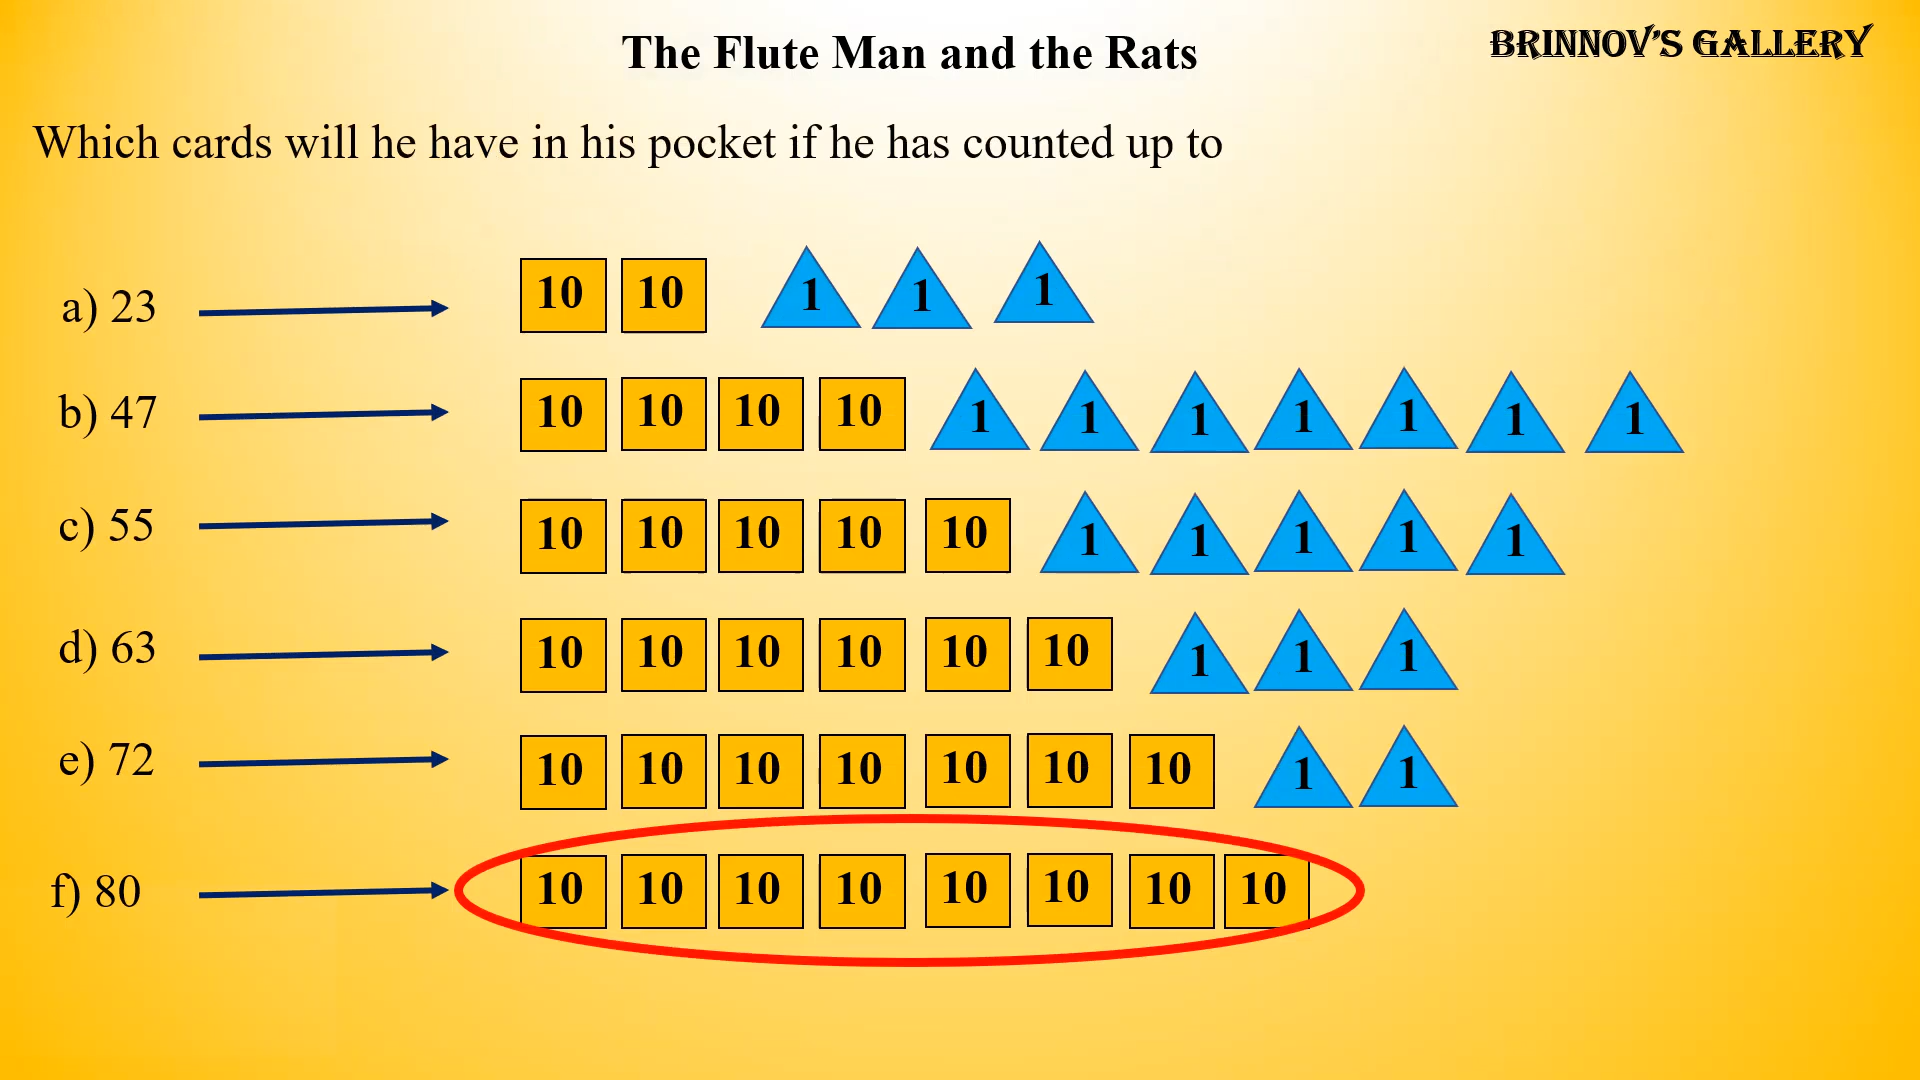 The Flute Man and the Rats
BRINNOV'S GALLERY
Which cards will he have in his pocket if he has counted up to
a) 23 10 10 1 1 1
b) 47 10 10 10 10 1 1 1 1 1 1 1
c) 55 10 10 10 10 10 1 1 1 1 1
d) 63 10 10 10 10 10 10 1 1 1
e) 72 10 10 10 10 10 10 10 1 1
f) 80 10 10 10 10 10 10 10 10